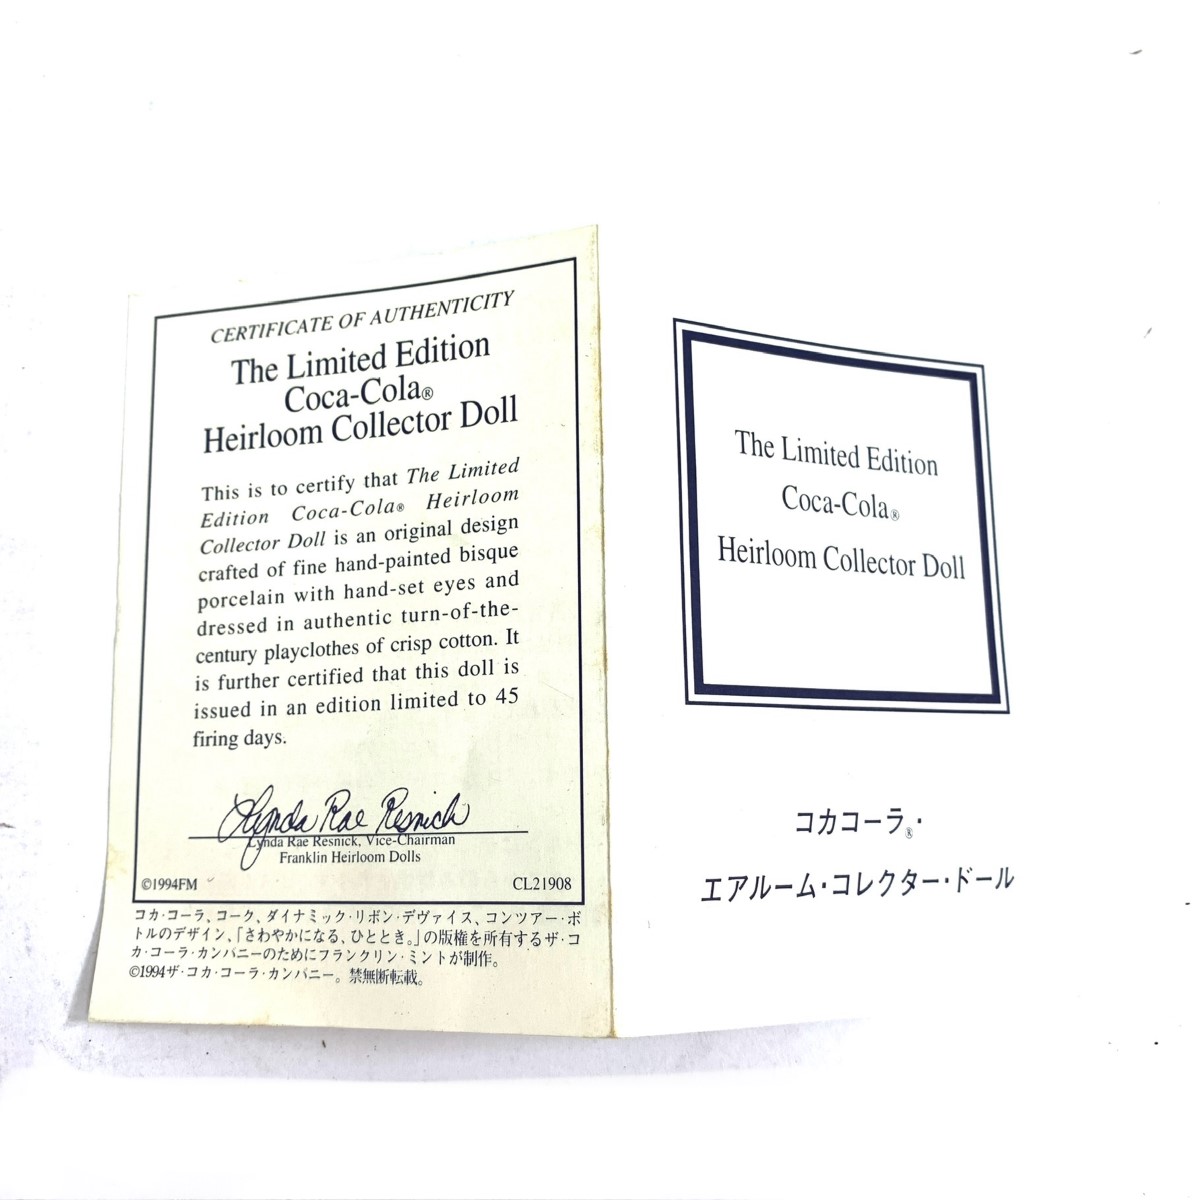 CERTIFICATE OF AUTHENTICITY
The Limited Edition
Coca-Cola®
Heirloom Collector Doll
This is to certify that The Limited
Edition Coca-Cola® Heirloom
Collector Doll is an original design
crafted of fine hand-painted bisque
porcelain with hand-set eyes and
dressed in authentic turn-of-the-
century playclothes of crisp cotton. It
is further certified that this doll is
issued in an edition limited to 45
firing days.
Lynda Rae Resnick
Lynda Rae Resnick, Vice-Chairman
Franklin Heirloom Dolls
©1994FM CL21908
コカ·コーラ、コーク、ダイナミック·リボン·デヴァイス、コンツアー·ボ
トルのデザイン、「さわやかになる、ひととき。」の版権を所有するザ·コ
カ·コーラ·カンパニーのためにフランクリン·ミントが制作。
©1994ザ·コカ·コーラ·カンパニー。禁無断転載。
The Limited Edition
Coca-Cola®
Heirloom Collector Doll
コカコーラ®·
エアルーム·コレクター·ドール